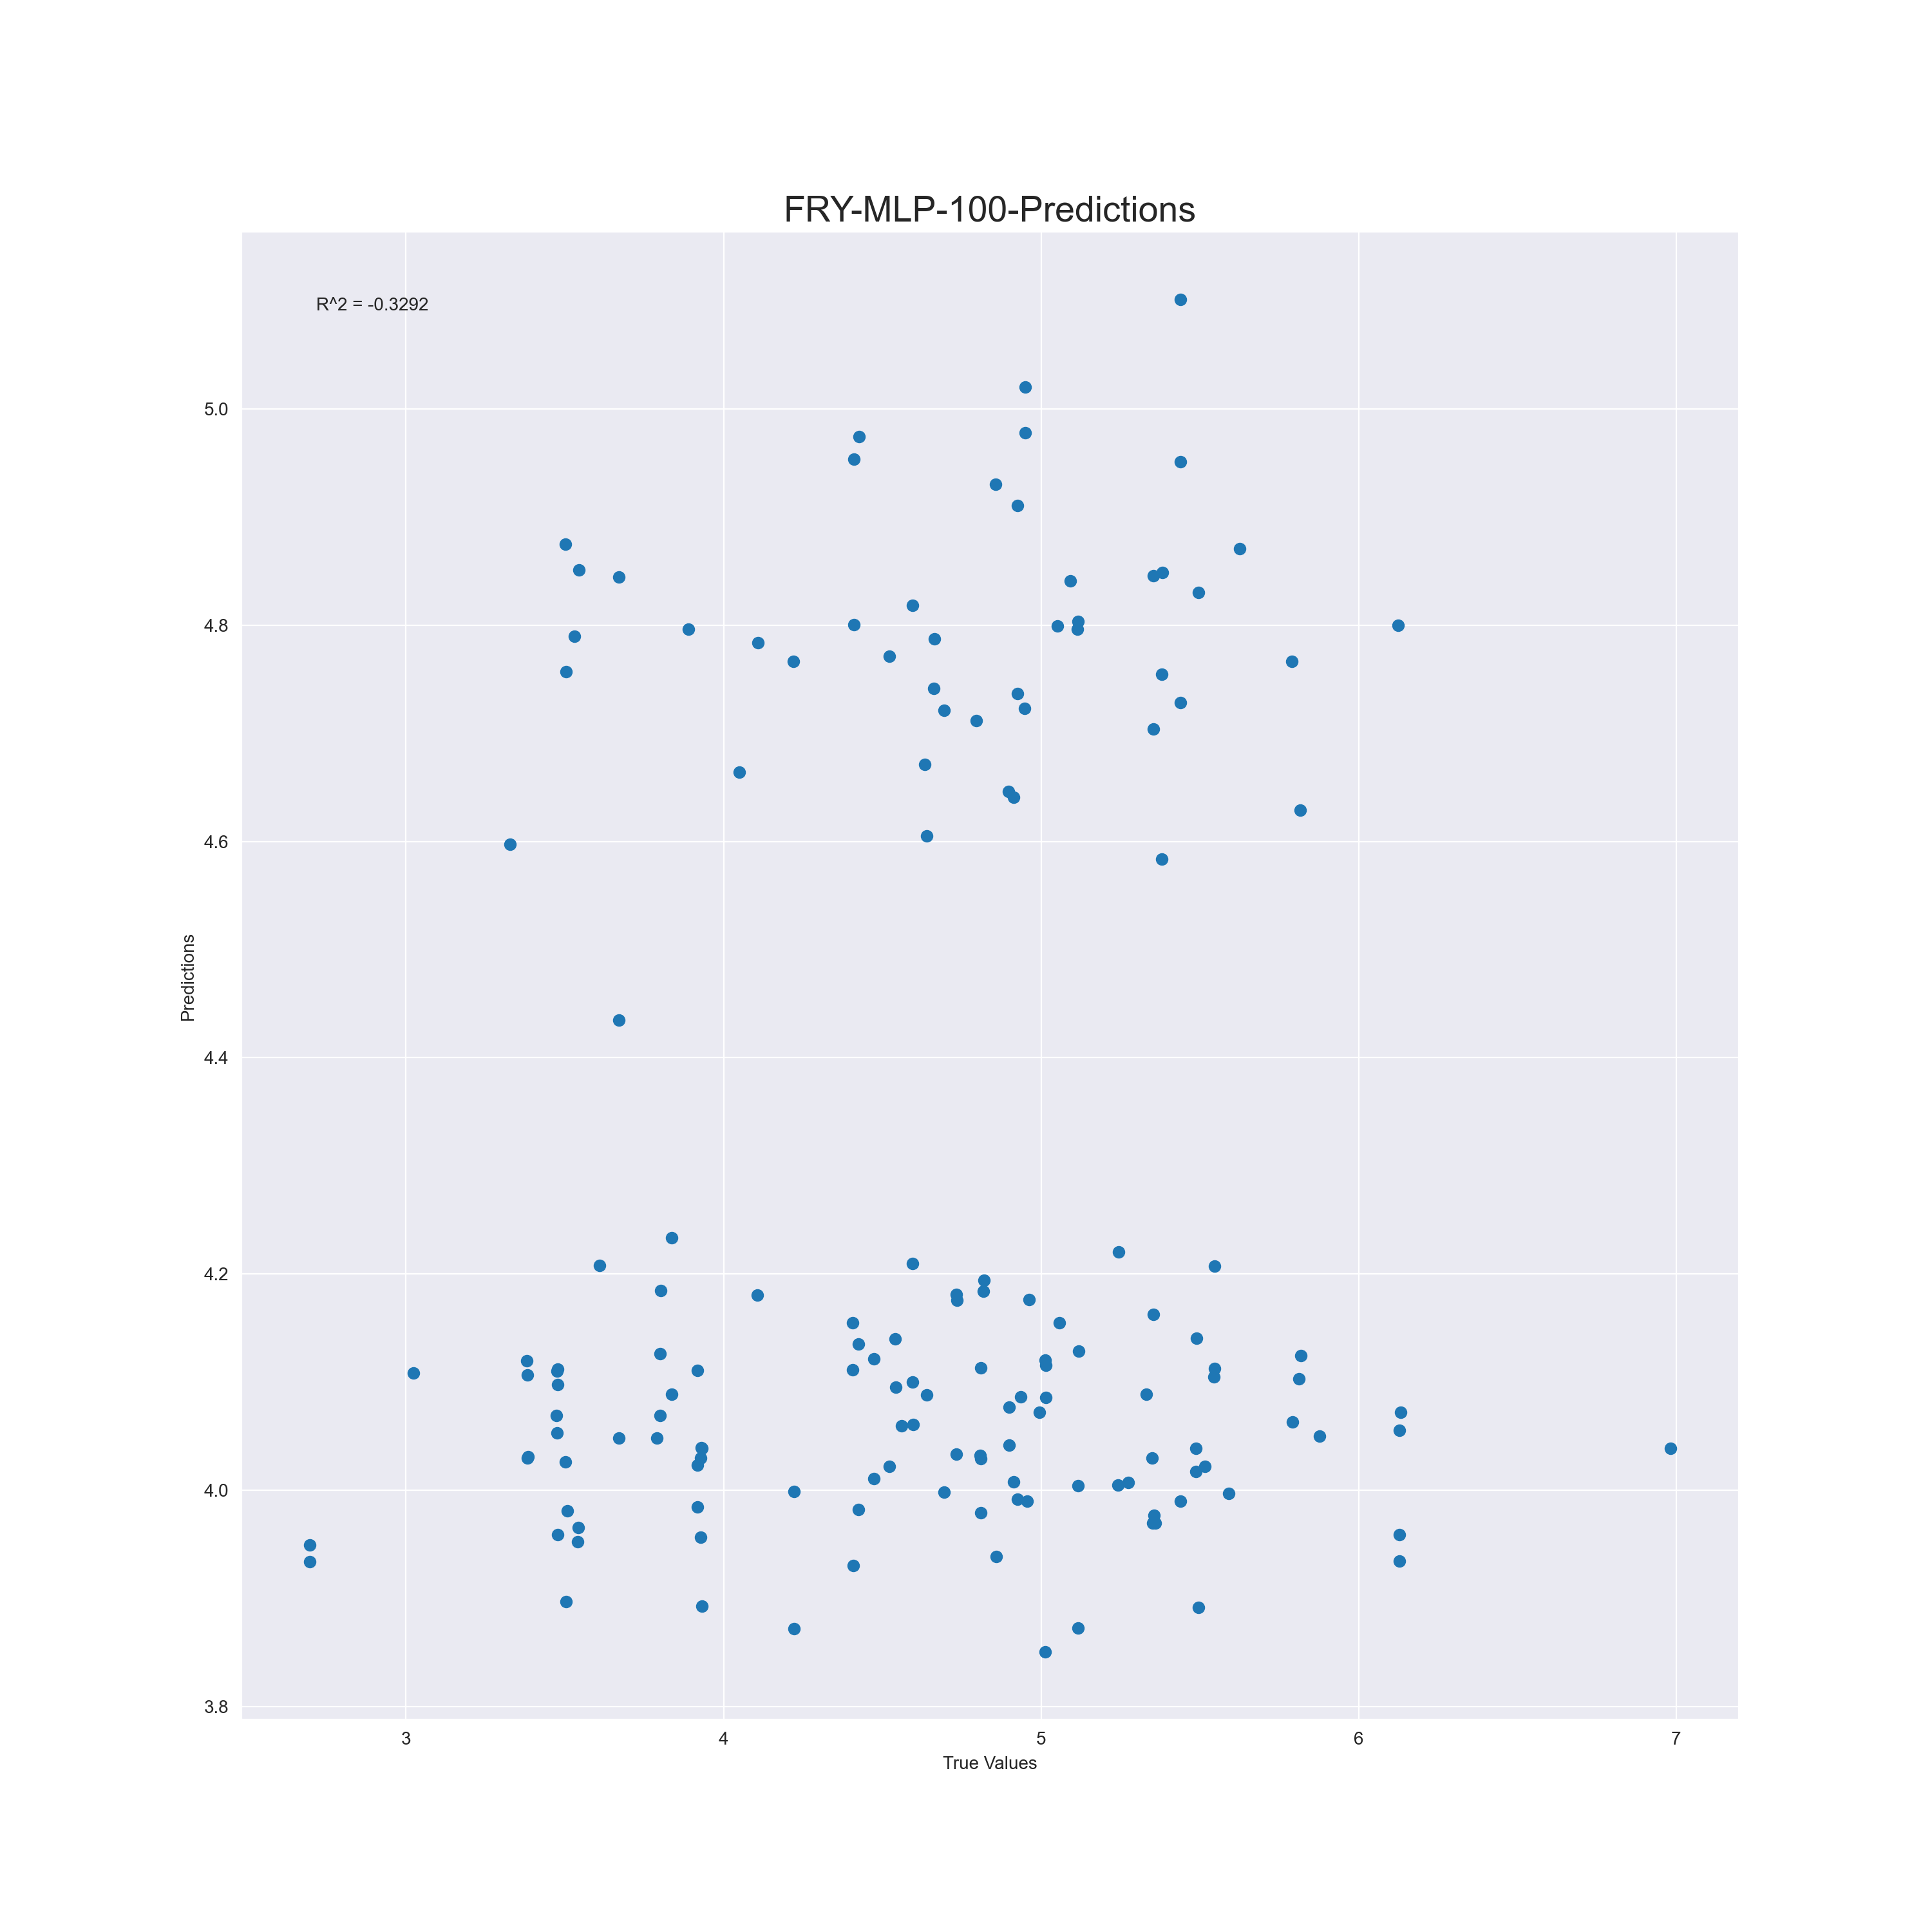 FRY-MLP-100-Predictions
R^2 = -0.3292
5.0
4.8
4.6
4.4
4.2
4.0
3.8
Predictions
3 4 5 6 7
True Values